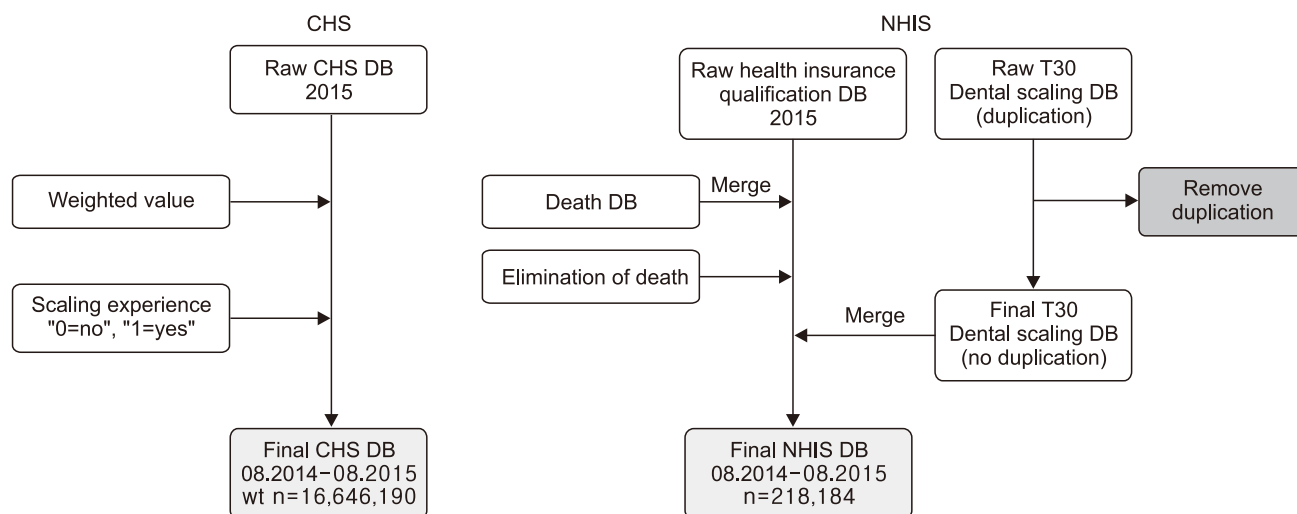 CHS
Raw CHS DB
2015
Weighted value
Scaling experience
"0=no", "1=yes"
Final CHS DB
08.2014-08.2015
wt n=16,646,190
NHIS
Raw health insurance
qualification DB
2015
Raw T30
Dental scaling DB
(duplication)
Death DB
Merge
Remove
duplication
Elimination of death
Merge
Final T30
Dental scaling DB
(no duplication)
Final NHIS DB
08.2014-08.2015
n=218,184